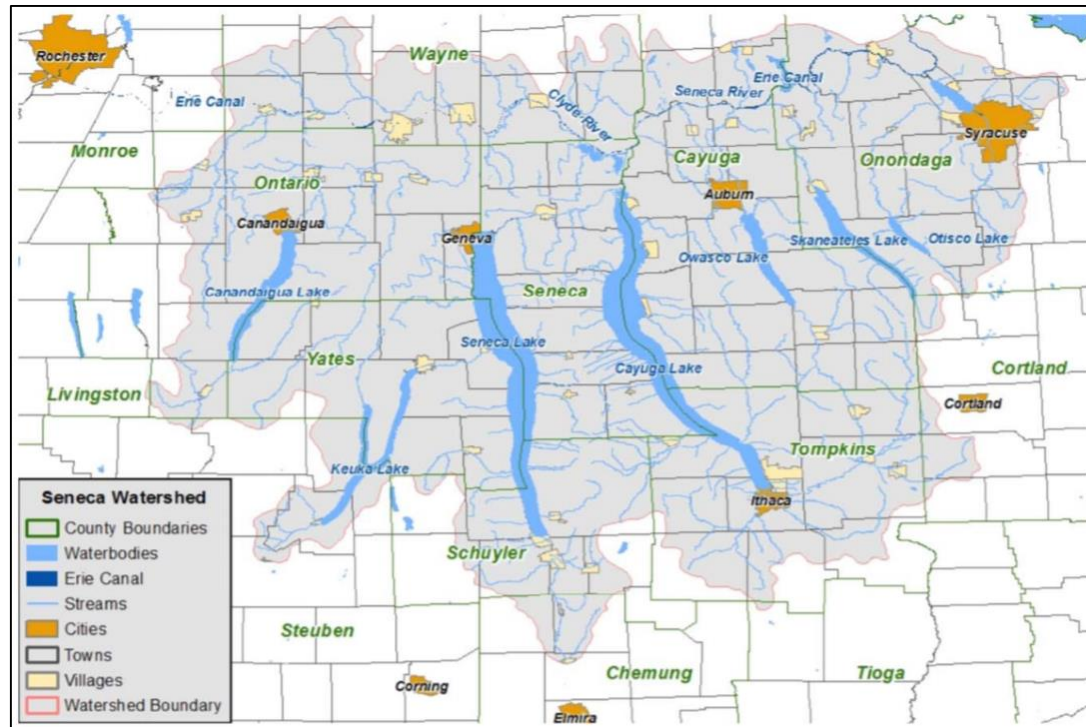 Rochester
Wayne
Erie Canal
Seneca River
Erie Canal
Clyde River
Syracuse
Monroe
Cayuga
Onondaga
Ontario
Auburn
Canandaigua
Geneva
Skaneateles Lake
Otisco Lake
Owasco Lake
Canandaigua Lake
Seneca
Seneca Lake
Yates
Cayuga Lake
Livingston
Cortland
Cortland
Keuka Lake
Tompkins
Ithaca
Schuyler
Steuben
Chemung
Tioga
Corning
Elmira
Seneca Watershed
County Boundaries
Waterbodies
Erie Canal
Streams
Cities
Towns
Villages
Watershed Boundary